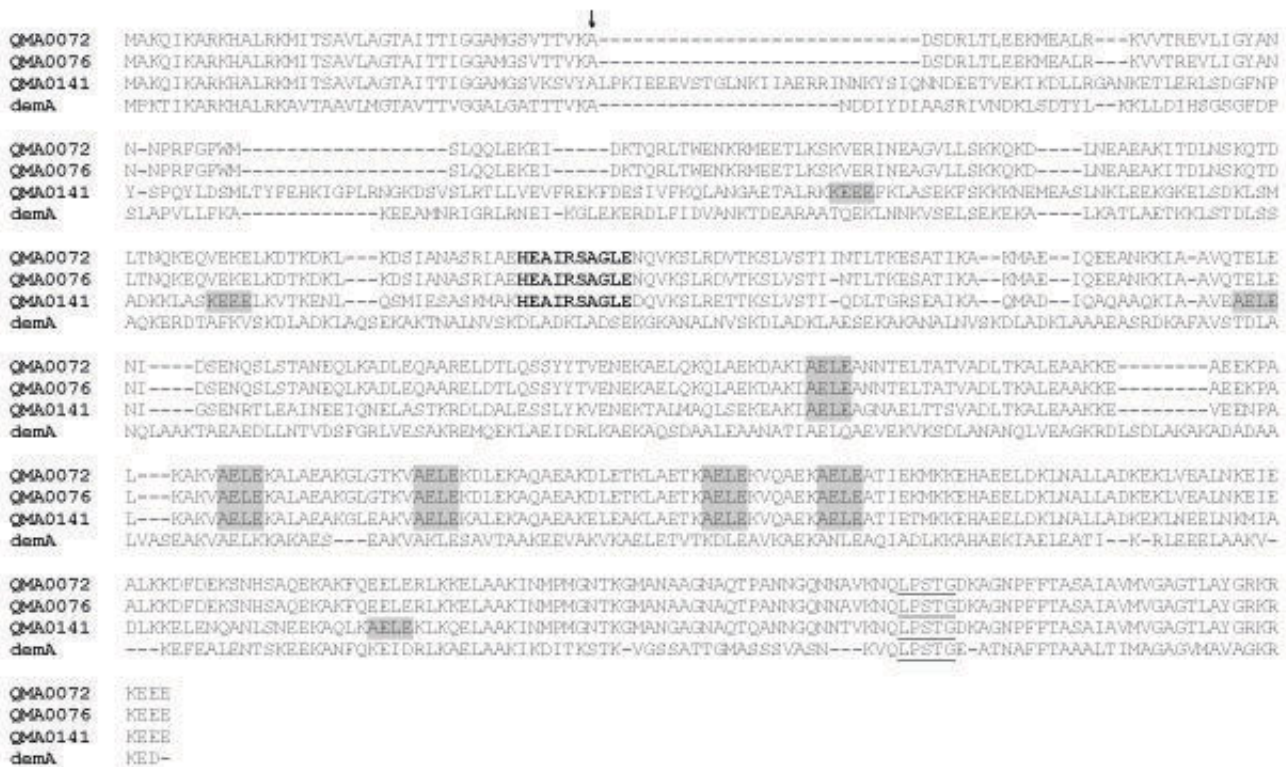 ↓
QMA0072 MAKQIKARKHALRKMITSAVLAGTAITTIGGAMGSVTTVKA----------------------------DSDRLTLEEKMEALR---KVVTREVLIGYAN
QMA0076 MAKQIKARKHALRKMITSAVLAGTAITTIGGAMGSVTTVKA----------------------------DSDRLTLEEKMEALR---KVVTREVLIGYAN
QMA0141 MAKQIKARKHALRKMITSAVLAGTAITTIGGAMGSVKSVYALPKIEEEVSTGLNKIIAERRINNKYSIQNNDEETVEKIKDLLRGANKETLERLSDGFNP
demA MPKTIKARKHALRKAVTAAVLMGTAVTTVGGALGATTTVKA---------------------NDDIYDIAASRIVNDKLSDTYL--KKLLDIHSGSGFDP
QMA0072 N-NPRFGFWM------------------SLQQLEKEI-----DKTQRLTWENKRMEETLKSKVERINEAGVLLSKKQKD----LNEAEAKITDLNSKQTD
QMA0076 N-NPRFGFWM------------------SLQQLEKEI-----DKTQRLTWENKRMEETLKSKVERINEAGVLLSKKQKD----LNEAEAKITDLNSKQTD
QMA0141 Y-SPQYLDSMLTYFEHKIGPLRNGKDSVSLRTLLVEVFREKFDESIVFKQLANGAETALRKKEEEPKLASEKFSKKKNEMEASLNKLEEKGKELSDKLSM
demA SLAPVLLFKA------------KEEAMNRIGRLRNEI-KGLEKERDLFIDVANKTDEARAATQEKLNNKVSELSEKEKA----LKATLAETKKLSTDLSS
QMA0072 LTNQKEQVEKELKDTKDKL---KDSIANASRIAEHEAIRSAGLENQVKSLRDVTKSLVSTIINTLTKESATIKA--KMAE--IQEEANKKIA-AVQTELE
QMA0076 LTNQKEQVEKELKDTKDKL---KDSIANASRIAEHEAIRSAGLENQVKSLRDVTKSLVSTI-NTLTKESATIKA--KMAE--IQEEANKKIA-AVQTELE
QMA0141 ADKKLASKEEELKVTKENL---QSMIESASKMAKHEAIRSAGLEDQVKSLRETTKSLVSTI-QDLTGRSEAIKA--QMAD--IQAQAAQKIA-AVEAELE
demA AQKERDTAFKVSKDLADKLAQSEKAKTNALNVSKDLADKLADSEKGKANALNVSKDLADKLAESEKAKANALNVSKDLADKLAAAEASRDKAFAVSTDLA
QMA0072 NI----DSENQSLSTANEQLKADLEQAARELDTLQSSYYTVENEKAELQKQLAEKDAKIAELEANNTELTATVADLTKALEAAKKE--------AEEKPA
QMA0076 NI----DSENQSLSTANEQLKADLEQAARELDTLQSSYYTVENEKAELQKQLAEKDAKIAELEANNTELTATVADLTKALEAAKKE--------AEEKPA
QMA0141 NI----GSENRTLEAINEEIQNELASTKRDLDALESSLYKVENEKTALMAQLSEKEAKIAELEAGNAELTTSVADLTKALEAAKKE--------VEENPA
demA NQLAAKTAEAEDLLNTVDSFGRLVESAKREMQEKLAEIDRLKAEKAQSDAALEAANATIAELQAEVEKVKSDLANANQLVEAGKRDLSDLAKAKADADAA
QMA0072 L---KAKVAELEKALAEAKGLGTKVAELEKDLEKAQAEAKDLETKLAETKAELEKVQAEKAELEATIEKMKKEHAEELDKLNALLADKEKLVEALNKEIE
QMA0076 L---KAKVAELEKALAEAKGLGTKVAELEKDLEKAQAEAKDLETKLAETKAELEKVQAEKAELEATIEKMKKEHAEELDKLNALLADKEKLVEALNKEIE
QMA0141 L---KAKVAELEKALAEAKGLEAKVAELEKALEKAQAEAKELEAKLAETKAELEKVQAEKAELEATIETMKKEHAEELDKLNALLADKEKLNEELNKMIA
demA LVASEAKVAELKKAKAES---EAKVAKLESAVTAAKEEVAKVKAELETVTKDLEAVKAEKANLEAQIADLKKAHAEKIAELEATI--K-RLEEELAAKV-
QMA0072 ALKKDFDEKSNHSAQEKAKFQEELERLKKELAAKINMPMGNTKGMANAAGNAQTPANNGQNNAVKNQLPSTGDKAGNPFFTASAIAVMVGAGTLAYGRKR
QMA0076 ALKKDFDEKSNHSAQEKAKFQEELERLKKELAAKINMPMGNTKGMANAAGNAQTPANNGQNNAVKNQLPSTGDKAGNPFFTASAIAVMVGAGTLAYGRKR
QMA0141 DLKKELENQANLSNEEKAQLKAELEKLKQELAAKINMPMGNTKGMANGAGNAQTQANNGQNNTVKNQLPSTGDKAGNPFFTASAIAVMVGAGTLAYGRKR
demA ---KEFEALENTSKEEKANFQKEIDRLKAELAAKIKDITKSTK-VGSSATTGMASSSVASN---KVQLPSTGE-ATNAFFTAAALTIMAGAGVMAVAGKR
QMA0072 KEEE
QMA0076 KEEE
QMA0141 KEEE
demA KED-